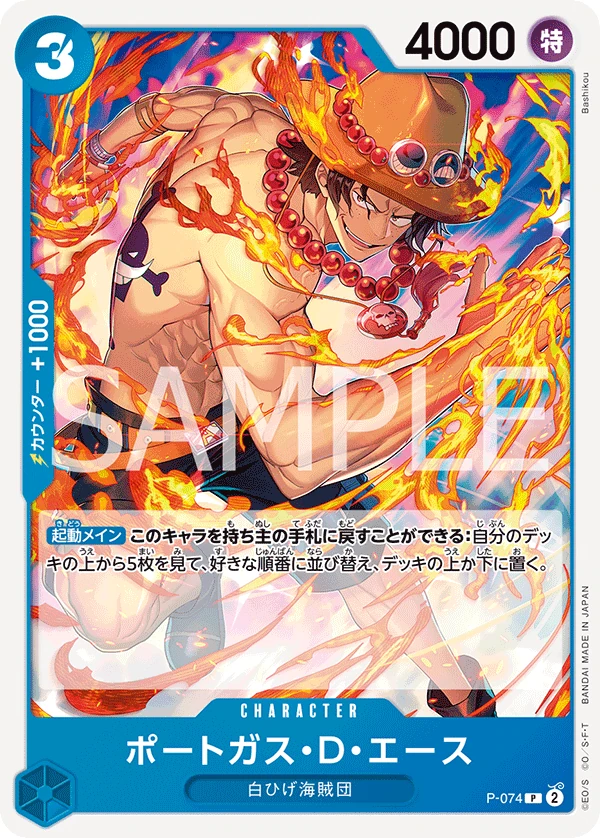 3
4000
特
Bashikou
カウンター +1000
SAMPLE
起動メイン このキャラを持ち主の手札に戻すことができる：自分のデッ
キの上から5枚を見て、好きな順番に並び替え、デッキの上か下に置く。
CHARACTER
ポートガス・D・エース
白ひげ海賊団
P-074 P 2
©E.O/S ©O/S・F・T BANDAI MADE IN JAPAN